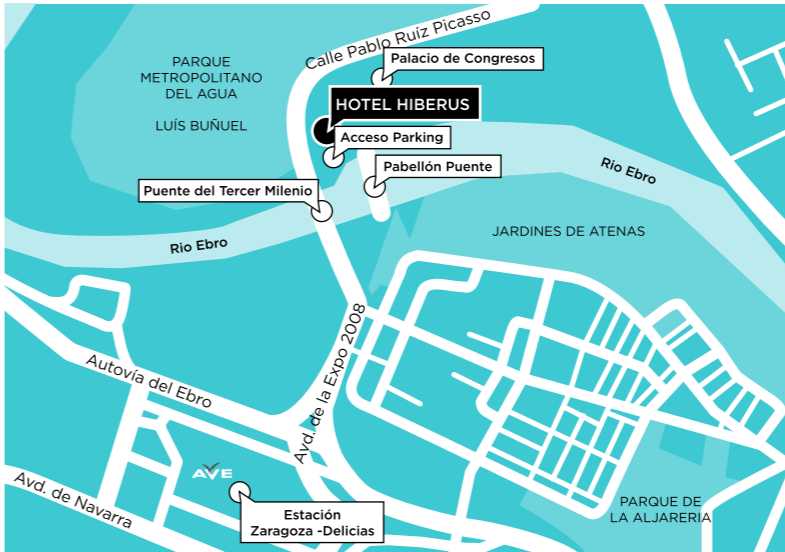 Calle Pablo Ruíz Picasso
Palacio de Congresos
PARQUE
METROPOLITANO
DEL AGUA
LUÍS BUÑUEL
HOTEL HIBERUS
Acceso Parking
Pabellón Puente
Rio Ebro
Puente del Tercer Milenio
Rio Ebro
JARDINES DE ATENAS
Autovía del Ebro
Avd. de la Expo 2008
AVE
Avd. de Navarra
Estación
Zaragoza -Delicias
PARQUE DE
LA ALJARERIA